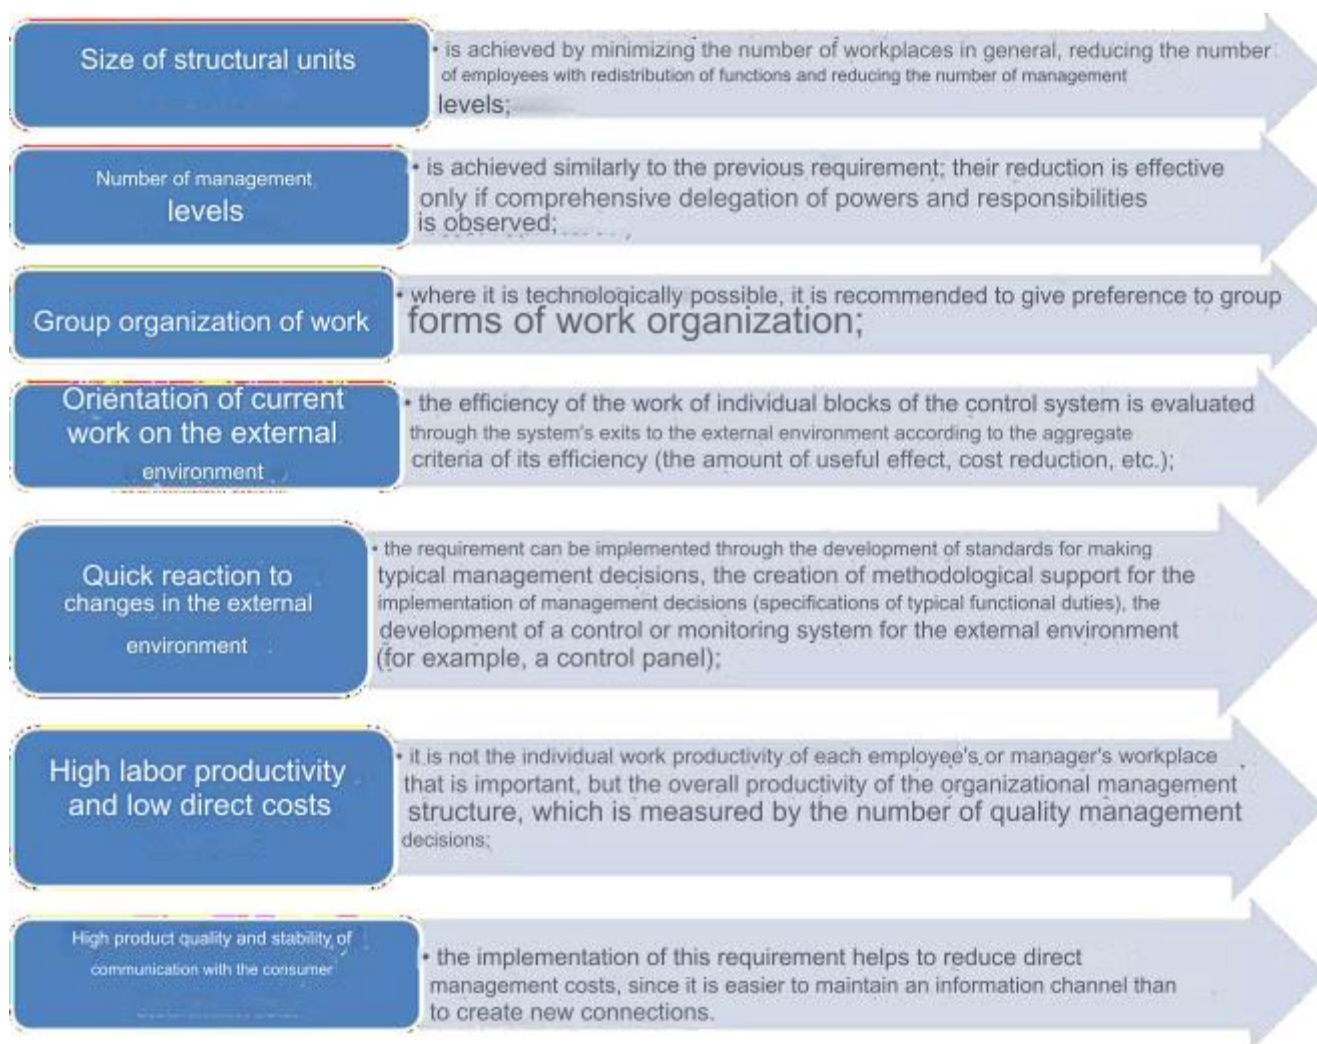 Size of structural units
• is achieved by minimizing the number of workplaces in general, reducing the number
of employees with redistribution of functions and reducing the number of management
levels;
Number of management
levels
• is achieved similarly to the previous requirement; their reduction is effective
only if comprehensive delegation of powers and responsibilities
is observed;
Group organization of work
• where it is technologically possible, it is recommended to give preference to group
forms of work organization;
Orientation of current
work on the external
environment
• the efficiency of the work of individual blocks of the control system is evaluated
through the system's exits to the external environment according to the aggregate
criteria of its efficiency (the amount of useful effect, cost reduction, etc.);
Quick reaction to
changes in the external
environment
• the requirement can be implemented through the development of standards for making
typical management decisions, the creation of methodological support for the
implementation of management decisions (specifications of typical functional duties), the
development of a control or monitoring system for the external environment
(for example, a control panel);
High labor productivity
and low direct costs
• it is not the individual work productivity of each employee's or manager's workplace
that is important, but the overall productivity of the organizational management
structure, which is measured by the number of quality management
decisions;
High product quality and stability of
communication with the consumer
• the implementation of this requirement helps to reduce direct
management costs, since it is easier to maintain an information channel than
to create new connections.